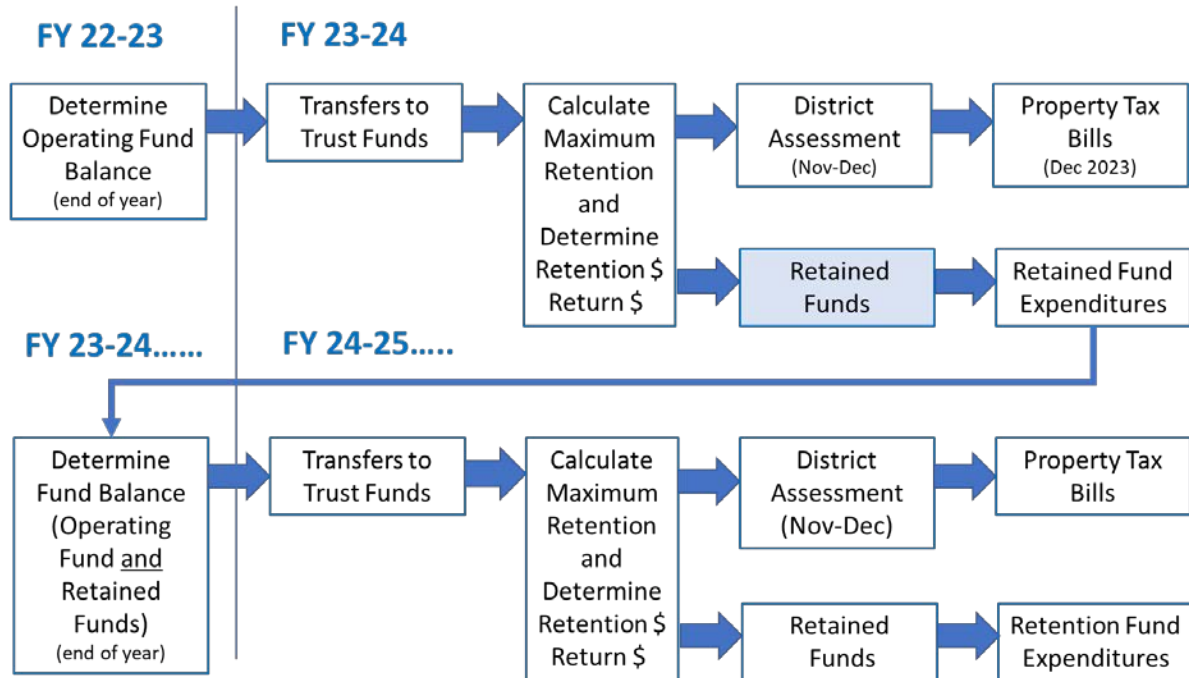 FY 22-23
FY 23-24
Determine
Operating Fund
Balance
(end of year)
Transfers to
Trust Funds
Calculate
Maximum
Retention
and
Determine
Retention $
Return $
District
Assessment
(Nov-Dec)
Property Tax
Bills
(Dec 2023)
Retained
Funds
Retained Fund
Expenditures
FY 23-24......
FY 24-25.....
Determine
Fund Balance
(Operating
Fund and
Retained
Funds)
(end of year)
Transfers to
Trust Funds
Calculate
Maximum
Retention
and
Determine
Retention $
Return $
District
Assessment
(Nov-Dec)
Property Tax
Bills
Retained
Funds
Retention Fund
Expenditures